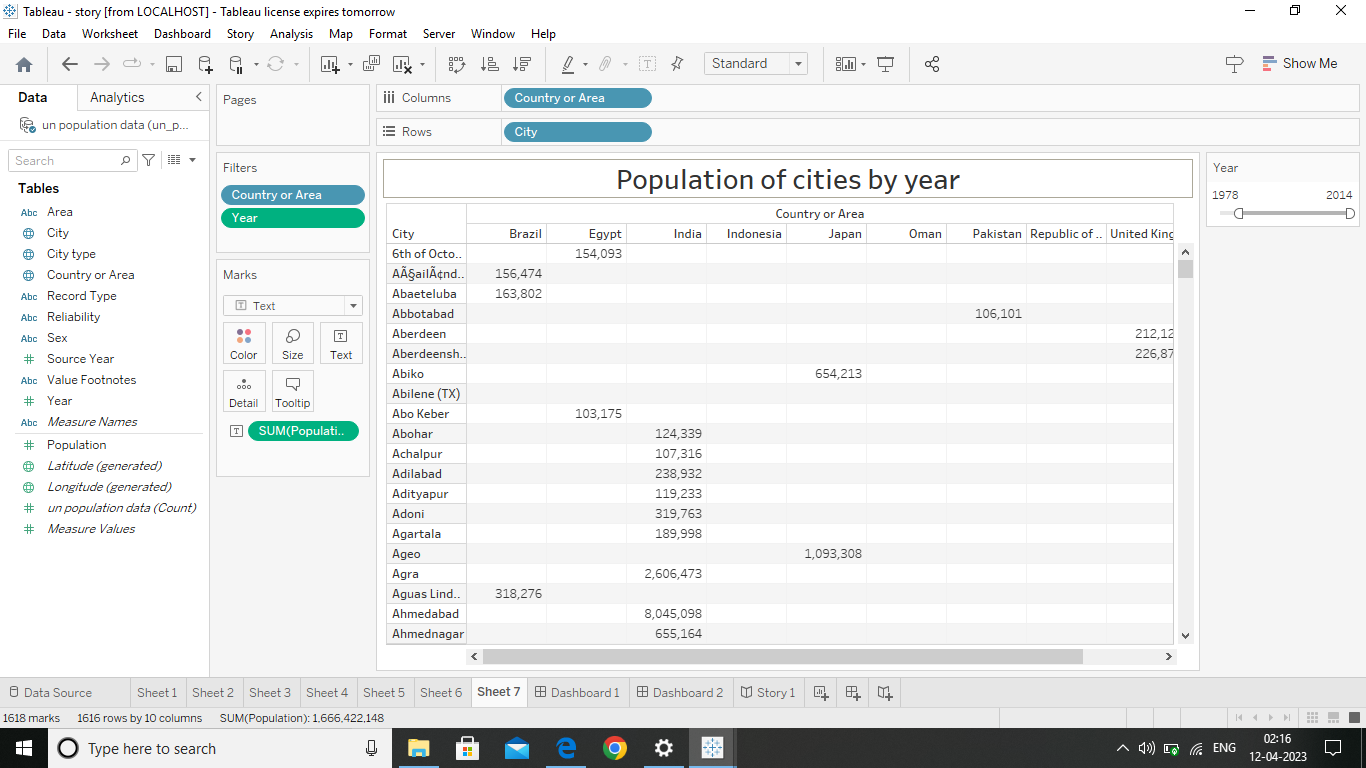 Tableau - story [from LOCALHOST] - Tableau license expires tomorrow
File Data Worksheet Dashboard Story Analysis Map Format Server Window Help
Standard Show Me
Data Analytics
un population data (un_p...
Search
Tables
Abc Area
City
City type
Country or Area
Abc Record Type
Abc Reliability
Abc Sex
Source Year
Abc Value Footnotes
Year
Abc Measure Names
Population
Latitude (generated)
Longitude (generated)
un population data (Count)
Measure Values
Pages
Filters
Country or Area
Year
Marks
T Text
Color Size T Text
Detail Tooltip
T SUM(Populati..
Columns Country or Area
Rows City
Population of cities by year
Country or Area
City Brazil Egypt India Indonesia Japan Oman Pakistan Republic of .. United King
6th of Octo.. 154,093
AÃ§ailÃ¢nd.. 156,474
Abaeteluba 163,802
Abbotabad 106,101
Aberdeen 212,12
Aberdeensh.. 226,87
Abiko 654,213
Abilene (TX)
Abo Keber 103,175
Abohar 124,339
Achalpur 107,316
Adilabad 238,932
Adityapur 119,233
Adoni 319,763
Agartala 189,998
Ageo 1,093,308
Agra 2,606,473
Aguas Lind.. 318,276
Ahmedabad 8,045,098
Ahmednagar 655,164
Year
1978 2014
Data Source Sheet 1 Sheet 2 Sheet 3 Sheet 4 Sheet 5 Sheet 6 Sheet 7 Dashboard 1 Dashboard 2 Story 1
1618 marks 1616 rows by 10 columns SUM(Population): 1,666,422,148
Type here to search
ENG
02:16
12-04-2023